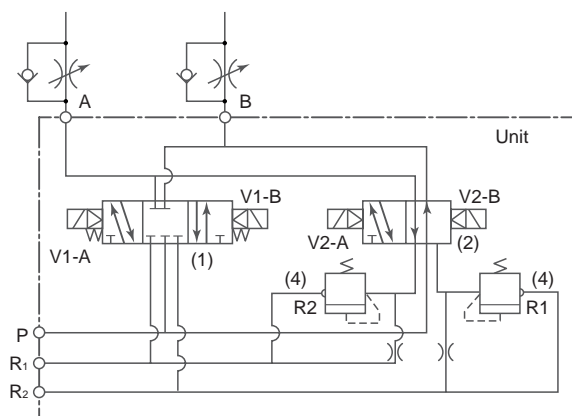 A
B
Unit
V1-B
V2-B
V1-A
(1)
V2-A
(2)
(4)
R2
(4)
R1
P
R₁
R₂